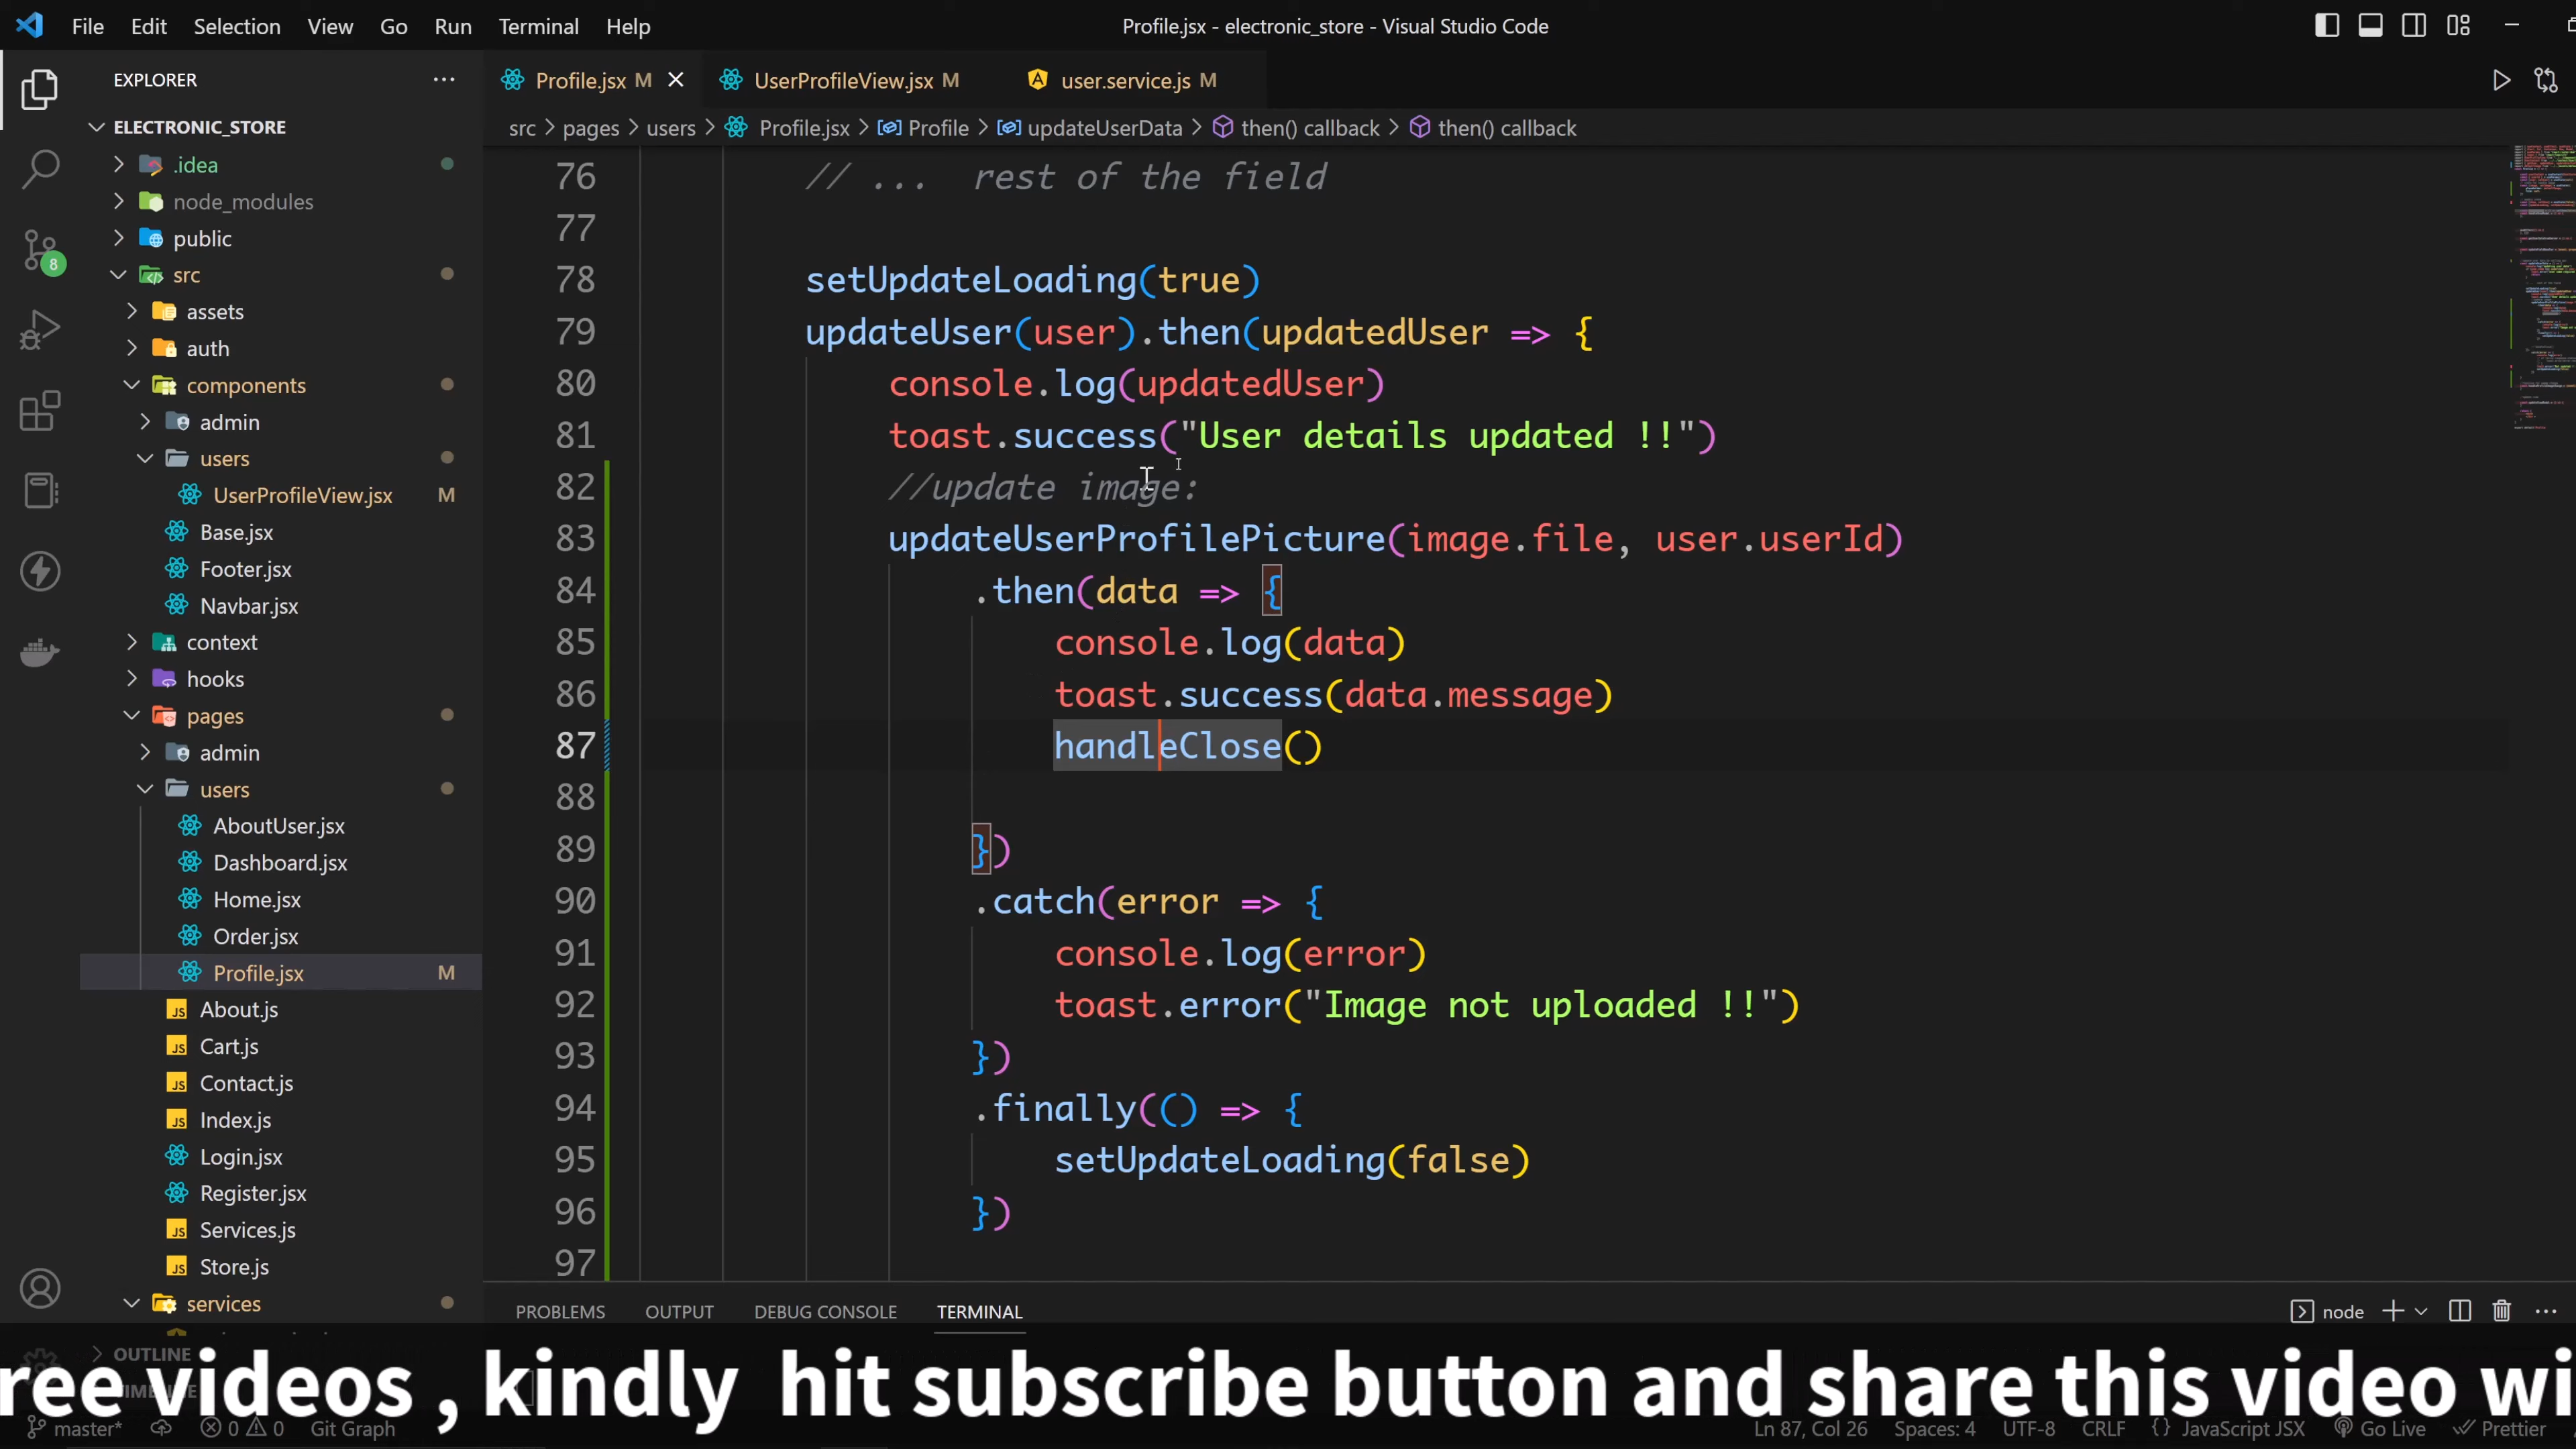 File Edit Selection View Go Run Terminal Help
Profile.jsx - electronic_store - Visual Studio Code
EXPLORER
Profile.jsx M
UserProfileView.jsx M
user.service.js M
src > pages > users > Profile.jsx > Profile > updateUserData > then() callback > then() callback
ELECTRONIC_STORE
.idea
node_modules
public
src
assets
auth
components
admin
users
UserProfileView.jsx M
Base.jsx
Footer.jsx
Navbar.jsx
context
hooks
pages
admin
users
AboutUser.jsx
Dashboard.jsx
Home.jsx
Order.jsx
Profile.jsx M
About.js
Cart.js
Contact.js
Index.js
Login.jsx
Register.jsx
Services.js
Store.js
services
OUTLINE
8
76 // ... rest of the field
77
78 setUpdateLoading(true)
79 updateUser(user).then(updatedUser => {
80 console.log(updatedUser)
81 toast.success("User details updated !!")
82 //update image:
83 updateUserProfilePicture(image.file, user.userId)
84 .then(data => {
85 console.log(data)
86 toast.success(data.message)
87 handleClose()
88
89 })
90 .catch(error => {
91 console.log(error)
92 toast.error("Image not uploaded !!")
93 })
94 .finally(() => {
95 setUpdateLoading(false)
96 })
97
PROBLEMS OUTPUT DEBUG CONSOLE TERMINAL
node
ree videos , kindly hit subscribe button and share this video wi
master* 0 0 Git Graph
Ln 87, Col 26 Spaces: 4 UTF-8 CRLF {} JavaScript JSX Go Live Prettier